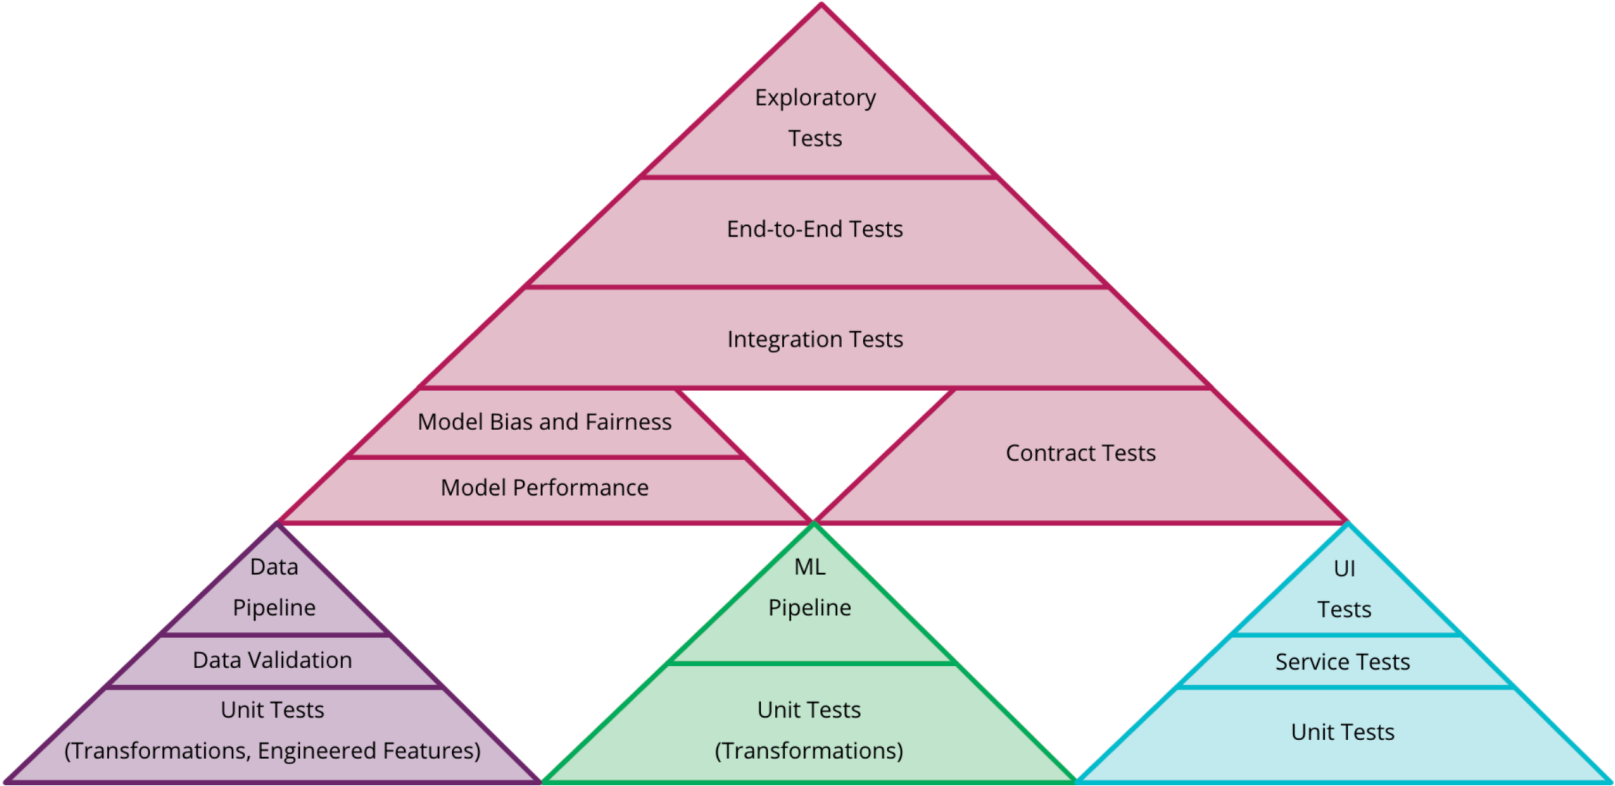 Exploratory
Tests
End-to-End Tests
Integration Tests
Model Bias and Fairness
Model Performance
Contract Tests
Data
Pipeline
Data Validation
Unit Tests
(Transformations, Engineered Features)
ML
Pipeline
Unit Tests
(Transformations)
UI
Tests
Service Tests
Unit Tests